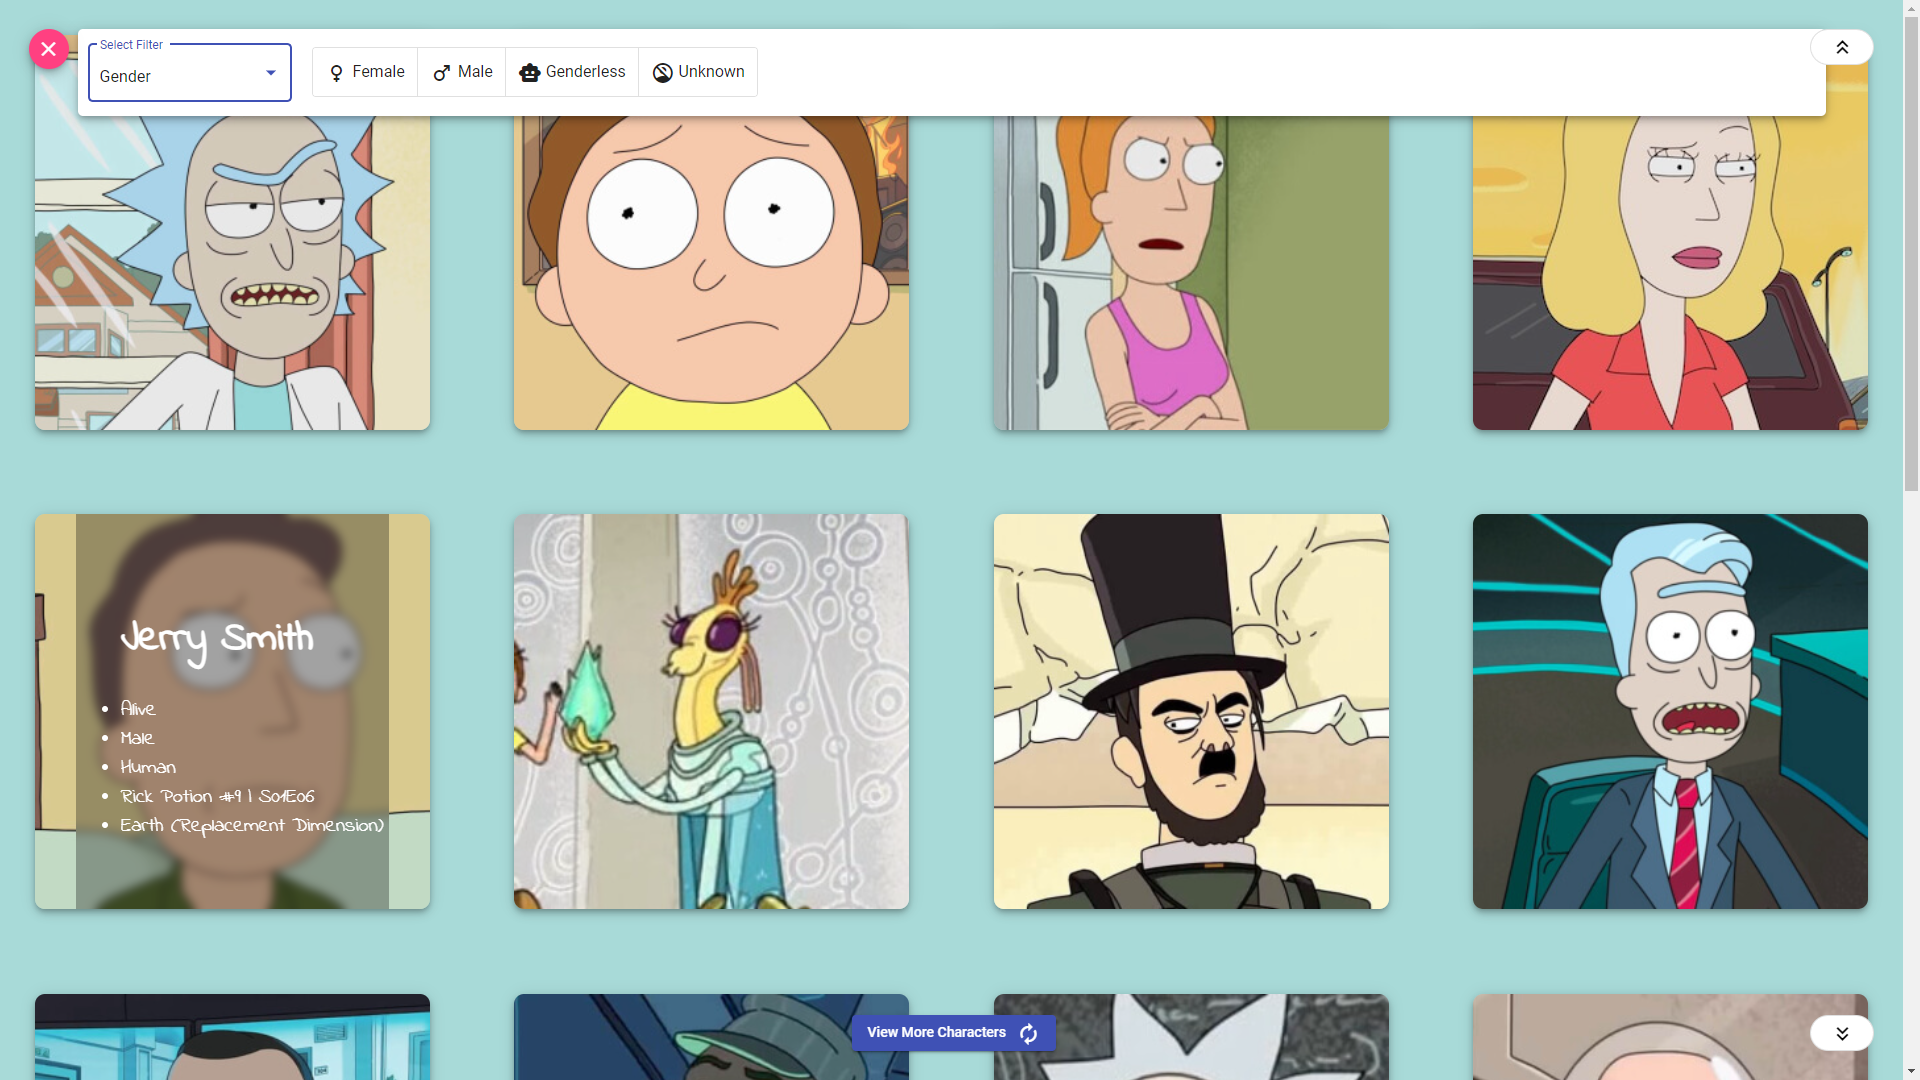 Select Filter
Gender
Female
Male
Genderless
Unknown
Jerry Smith
Alive
Male
Human
Rick Potion #9 | S01E06
Earth (Replacement Dimension)
View More Characters